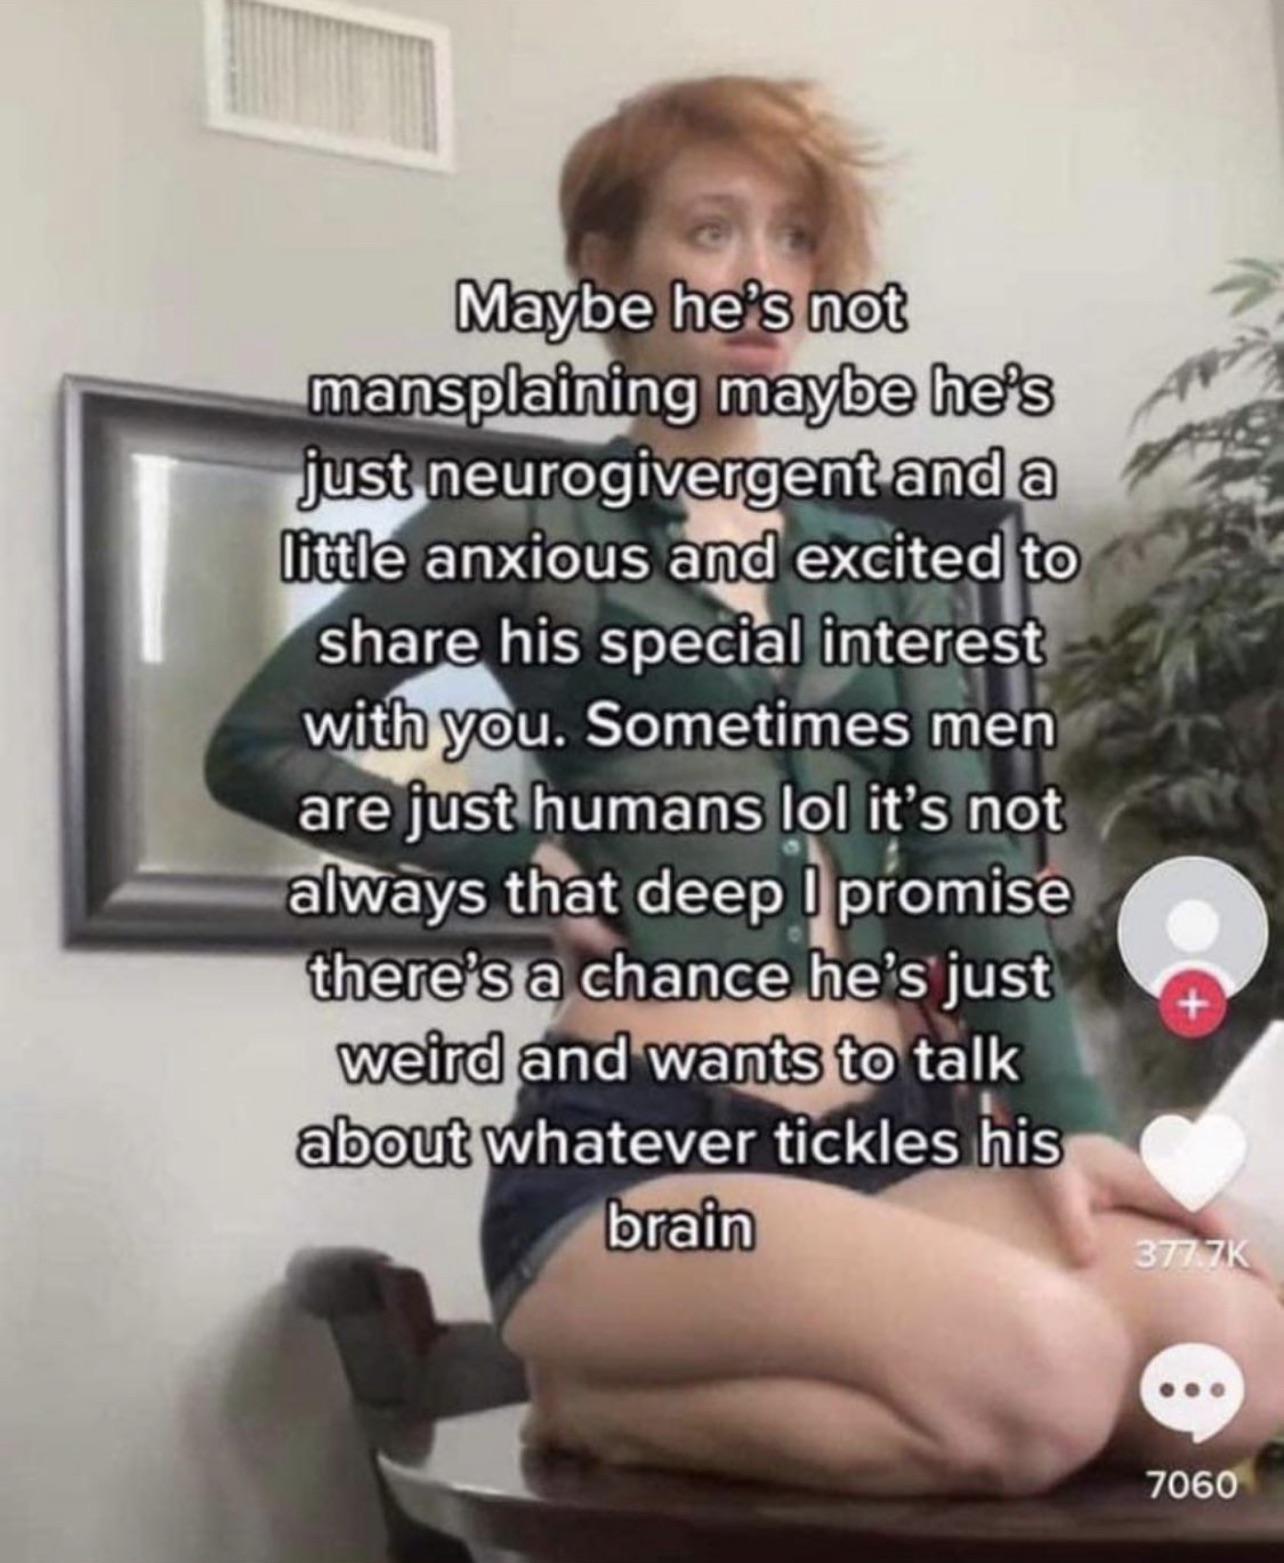 Maybe he's not
mansplaining maybe he's
just neurogivergent and a
little anxious and excited to
share his special interest
with you. Sometimes men
are just humans lol it's not
always that deep I promise
there's a chance he's just
weird and wants to talk
about whatever tickles his
brain
377.7K
7060